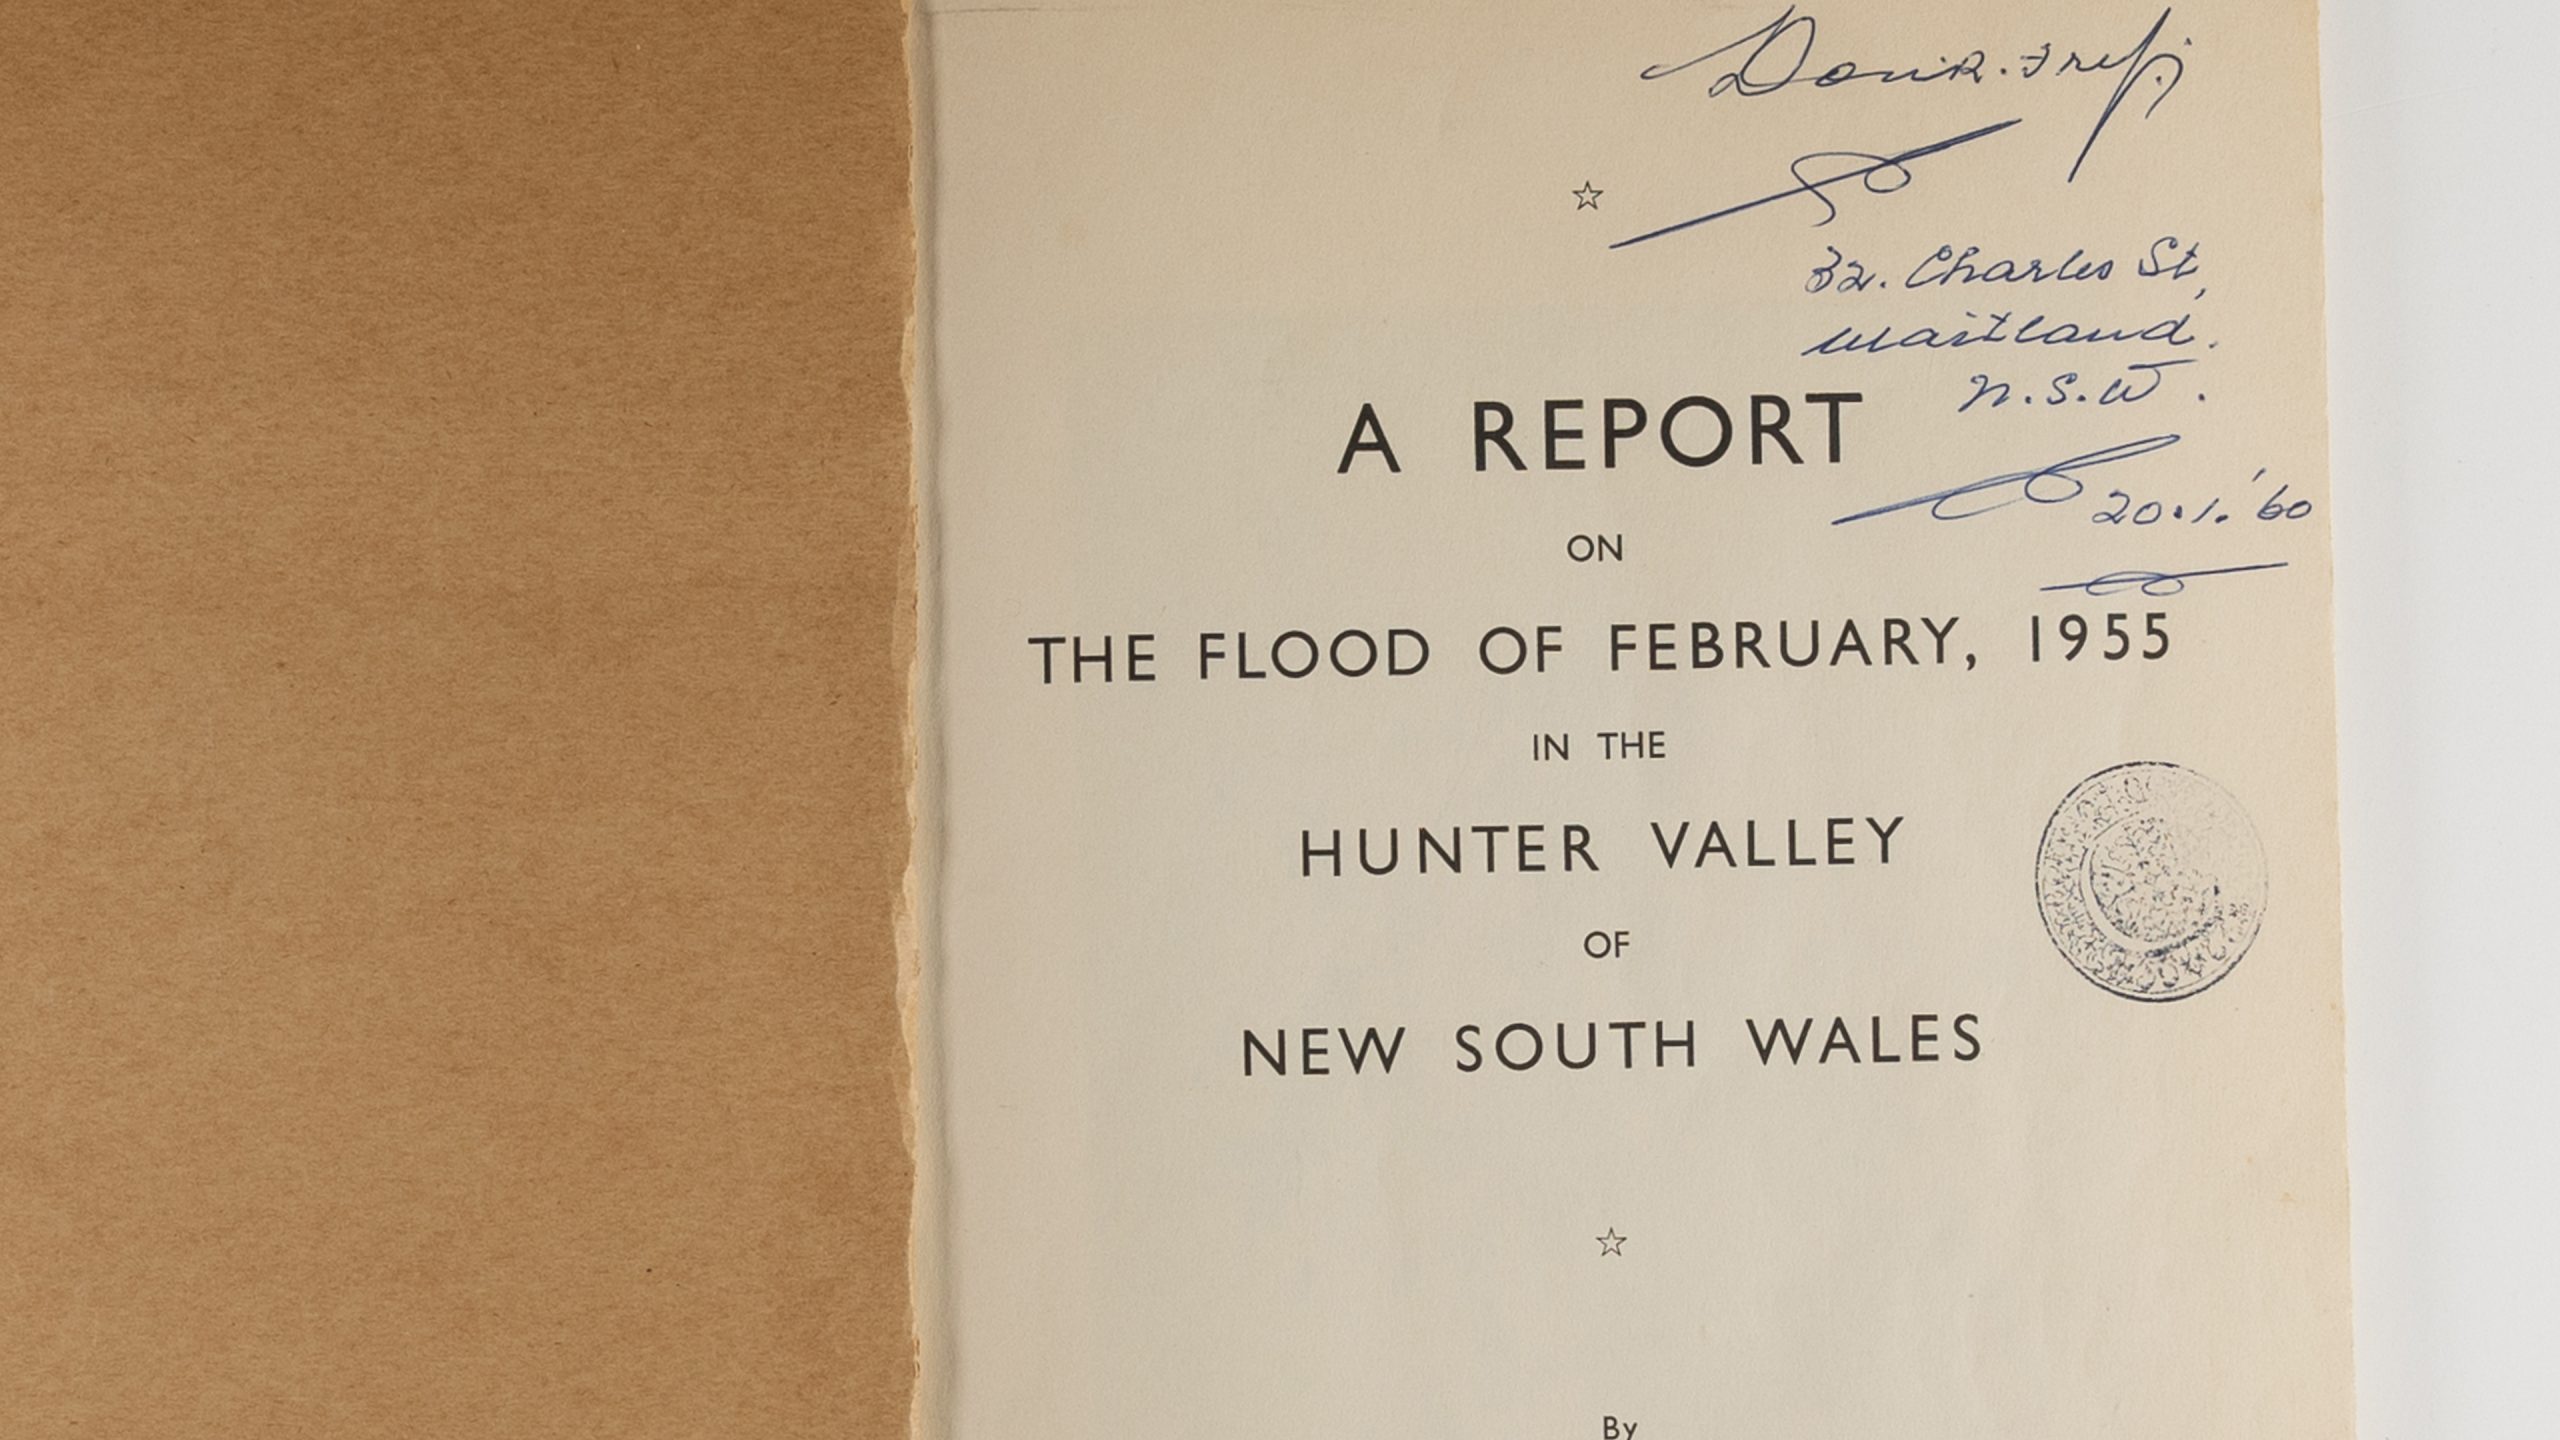 32. Charles St,
Maitland.
N.S.W.
20.1.'60
A REPORT
ON
THE FLOOD OF FEBRUARY, 1955
IN THE
HUNTER VALLEY
OF
NEW SOUTH WALES
By